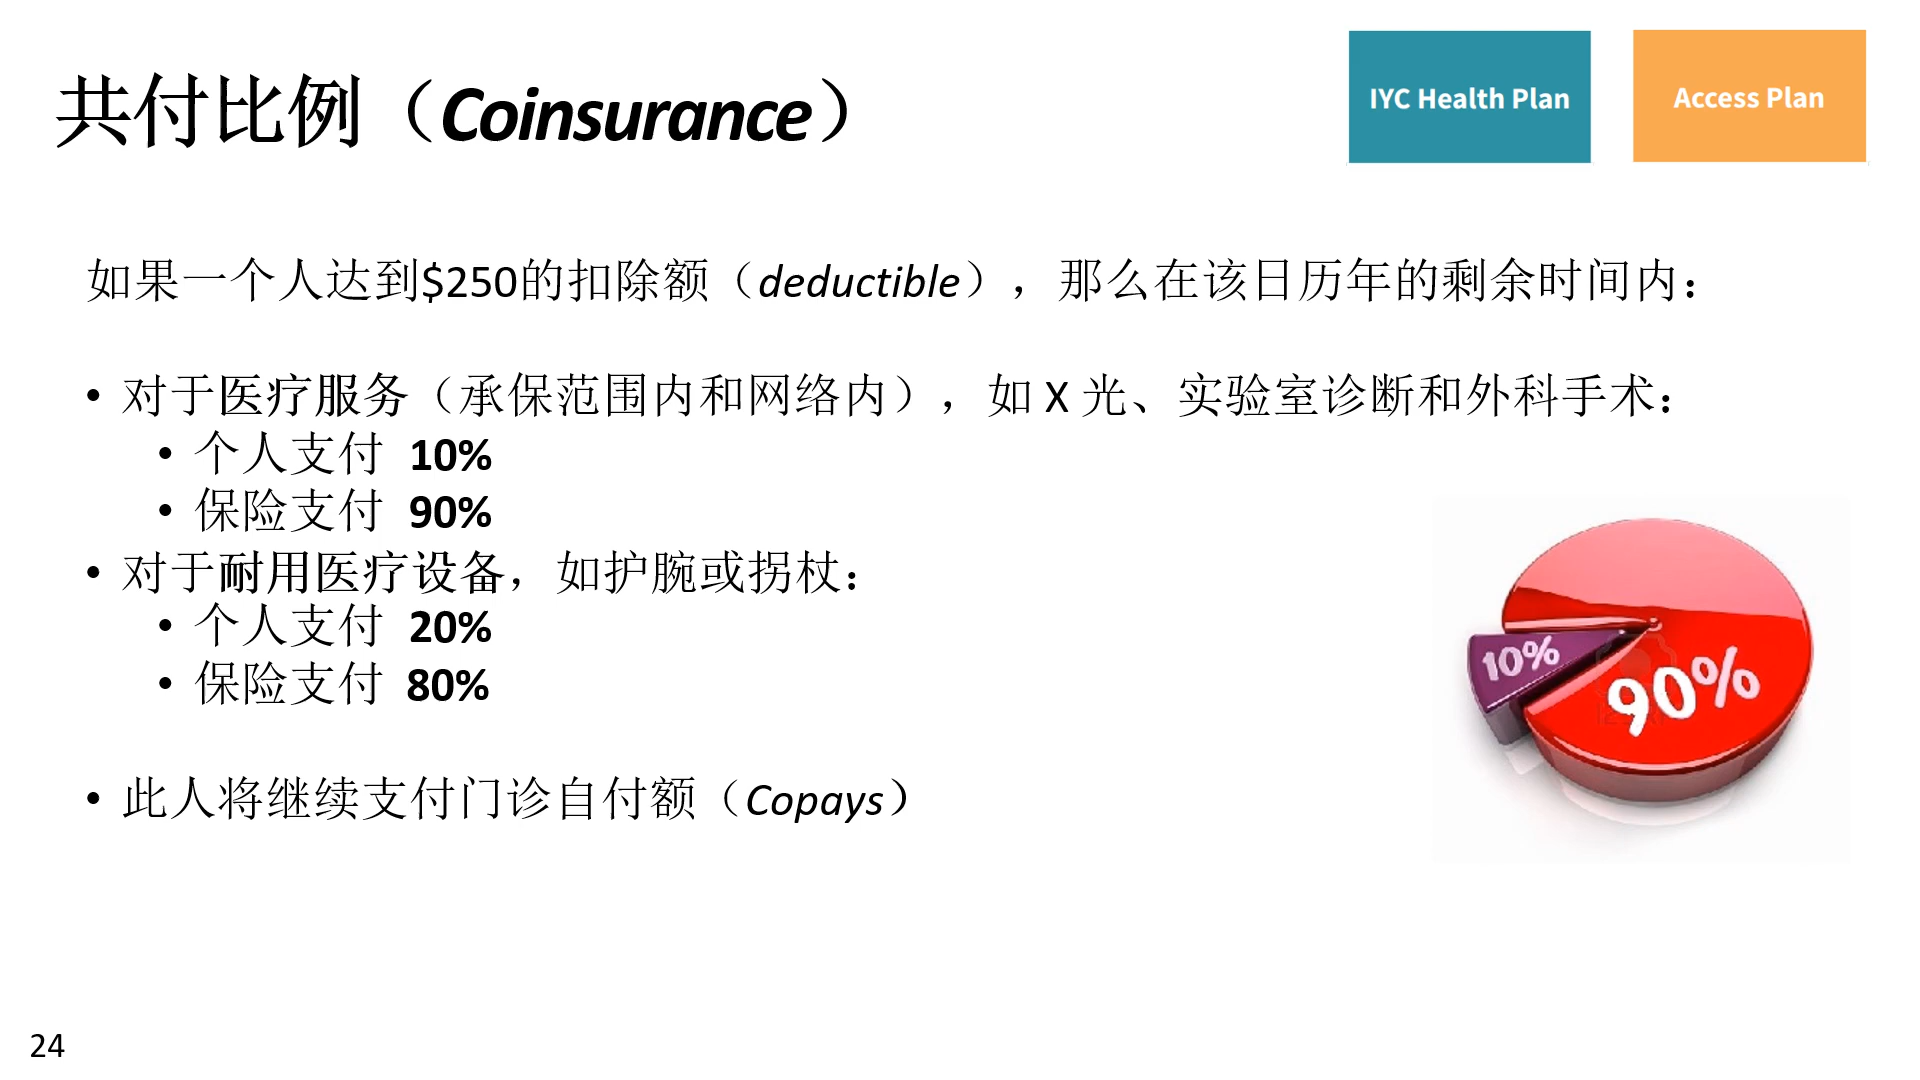 共付比例（Coinsurance）
IYC Health Plan
Access Plan
如果一个人达到$250的扣除额（deductible），那么在该日历年的剩余时间内：
• 对于医疗服务（承保范围内和网络内），如 X 光、实验室诊断和外科手术：
• 个人支付 10%
• 保险支付 90%
• 对于耐用医疗设备，如护腕或拐杖：
• 个人支付 20%
• 保险支付 80%
• 此人将继续支付门诊自付额（Copays）
10%
90%
24